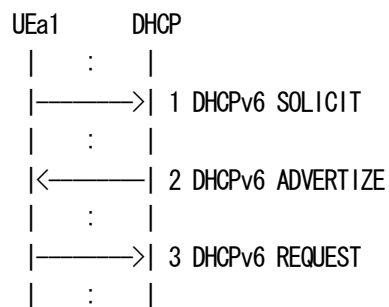 UEa1 DHCP
| : |
|------->| 1 DHCPv6 SOLICIT
| : |
|<-------| 2 DHCPv6 ADVERTIZE
| : |
|------->| 3 DHCPv6 REQUEST
| : |